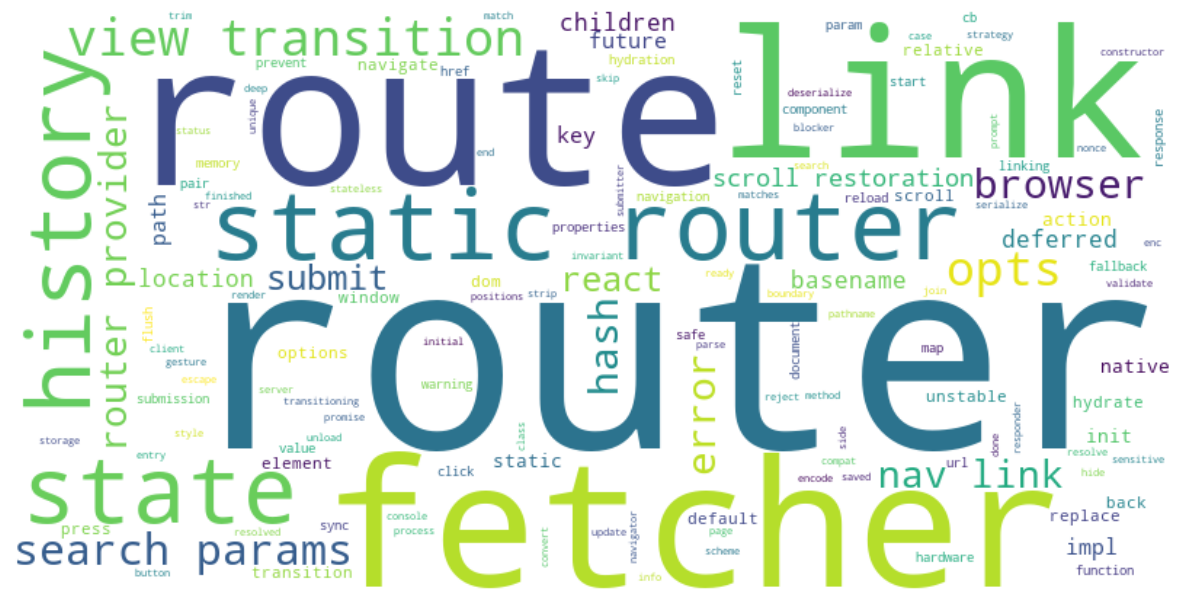 trim
match
children
cb
view transition
future
param
case
strategy
link
route
relative
constructor
prevent
navigate
href
hydration
skip
reset
start
deep
unique
deserialize
component
blocker
history
router provider
status
key
end
prompt
nonce
response
memory
search
linking
pair
finished
stateless
submitter
scroll restoration
browser
str
path
static router
navigation
matches
reload
scroll
serialize
properties
action
deferred
enc
invariant
location
submit
dom
react
ready
basename
opts
fallback
validate
render
window
positions
strip
boundary
join
flush
router
hash
pathname
safe
parse
document
client
gesture
options
initial
map
error
native
escape
server
warning
submission
transitioning
promise
reject
method
unstable
hydrate
storage
style
value
unload
class
side
done
responder
init
entry
element
click
static
compat
url
resolve
hide
sensitive
state
fetcher
encode
saved
nav link
press
resolved
sync
console
process
convert
update
navigator
default
page
scheme
back
replace
search params
button
transition
info
hardware
impl
function